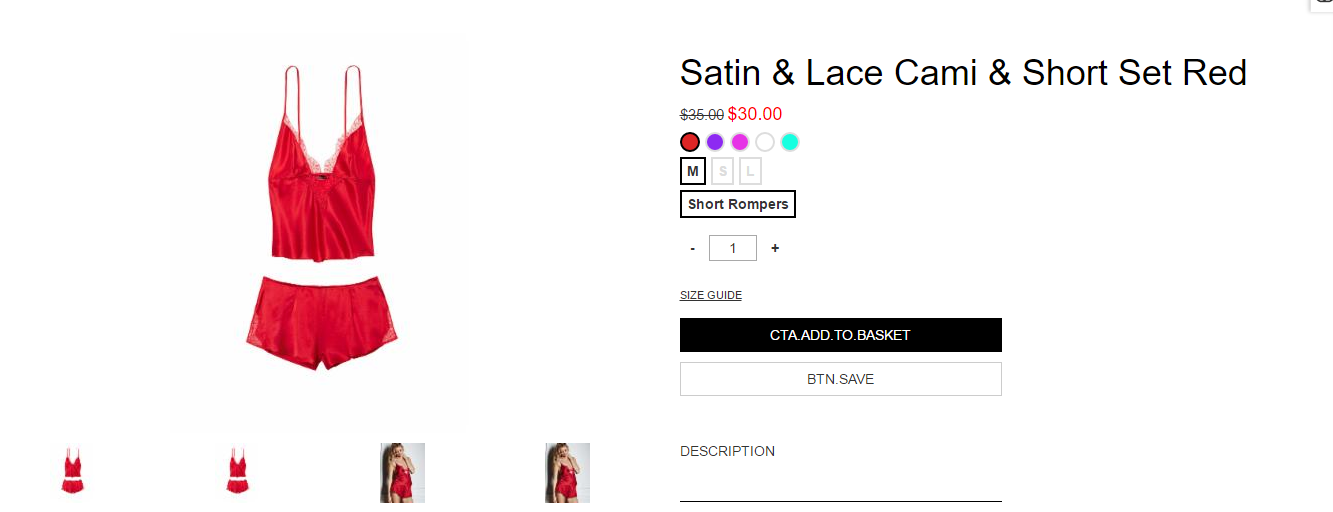 Satin & Lace Cami & Short Set Red
$35.00 $30.00
M S L
Short Rompers
- 1 +
SIZE GUIDE
CTA.ADD.TO.BASKET
BTN.SAVE
DESCRIPTION